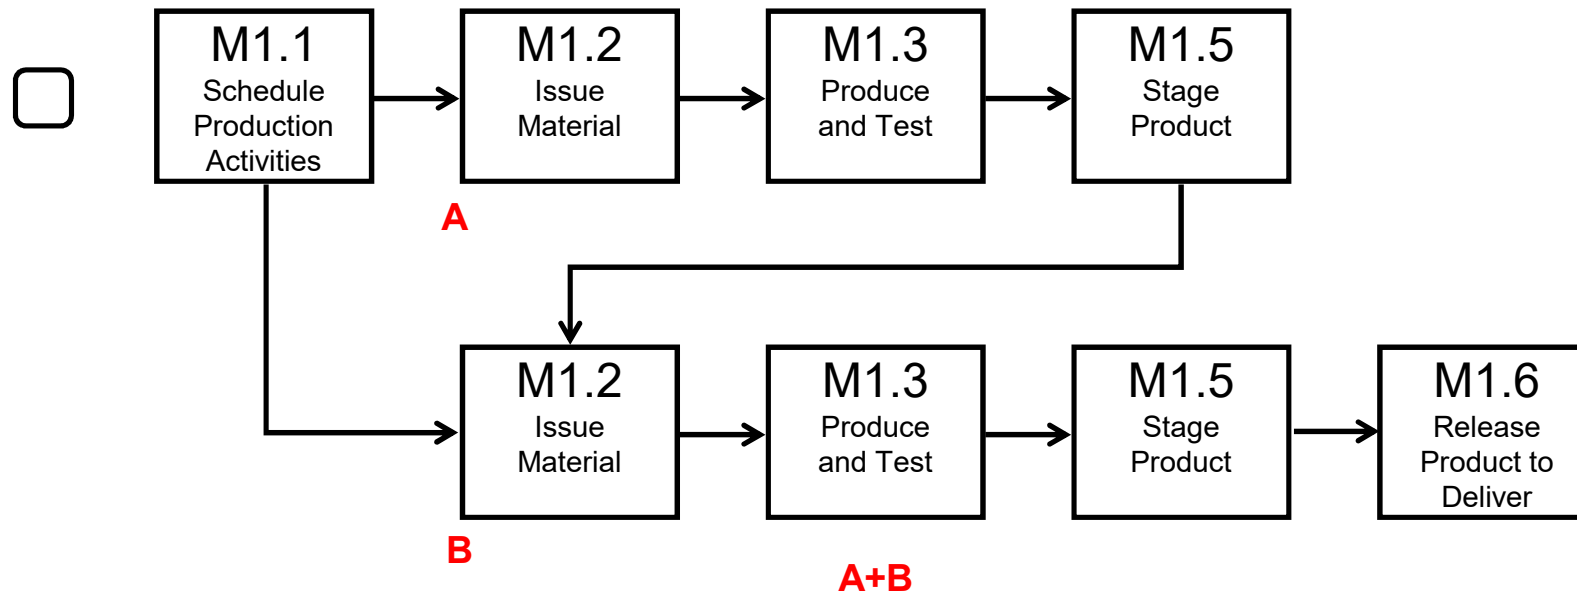 M1.1
Schedule
Production
Activities
M1.2
Issue
Material
M1.3
Produce
and Test
M1.5
Stage
Product
A
M1.2
Issue
Material
M1.3
Produce
and Test
M1.5
Stage
Product
M1.6
Release
Product to
Deliver
B
A+B